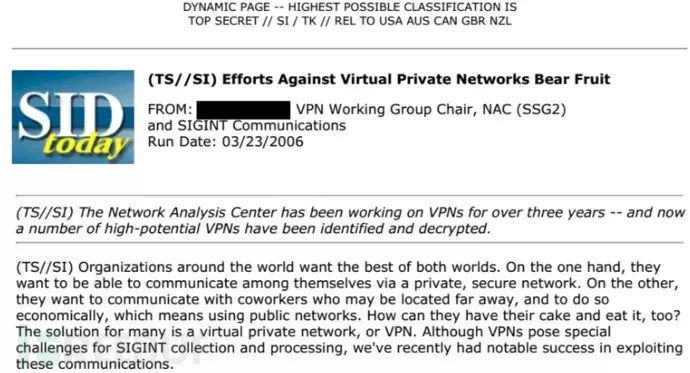 DYNAMIC PAGE -- HIGHEST POSSIBLE CLASSIFICATION IS
TOP SECRET // SI / TK // REL TO USA AUS CAN GBR NZL
SID
today
(TS//SI) Efforts Against Virtual Private Networks Bear Fruit
FROM: VPN Working Group Chair, NAC (SSG2)
and SIGINT Communications
Run Date: 03/23/2006
(TS//SI) The Network Analysis Center has been working on VPNs for over three years -- and now
a number of high-potential VPNs have been identified and decrypted.
(TS//SI) Organizations around the world want the best of both worlds. On the one hand, they
want to be able to communicate among themselves via a private, secure network. On the other,
they want to communicate with coworkers who may be located far away, and to do so
economically, which means using public networks. How can they have their cake and eat it, too?
The solution for many is a virtual private network, or VPN. Although VPNs pose special
challenges to SIGINT collection and processing, we've recently had notable success in exploiting
these communications.